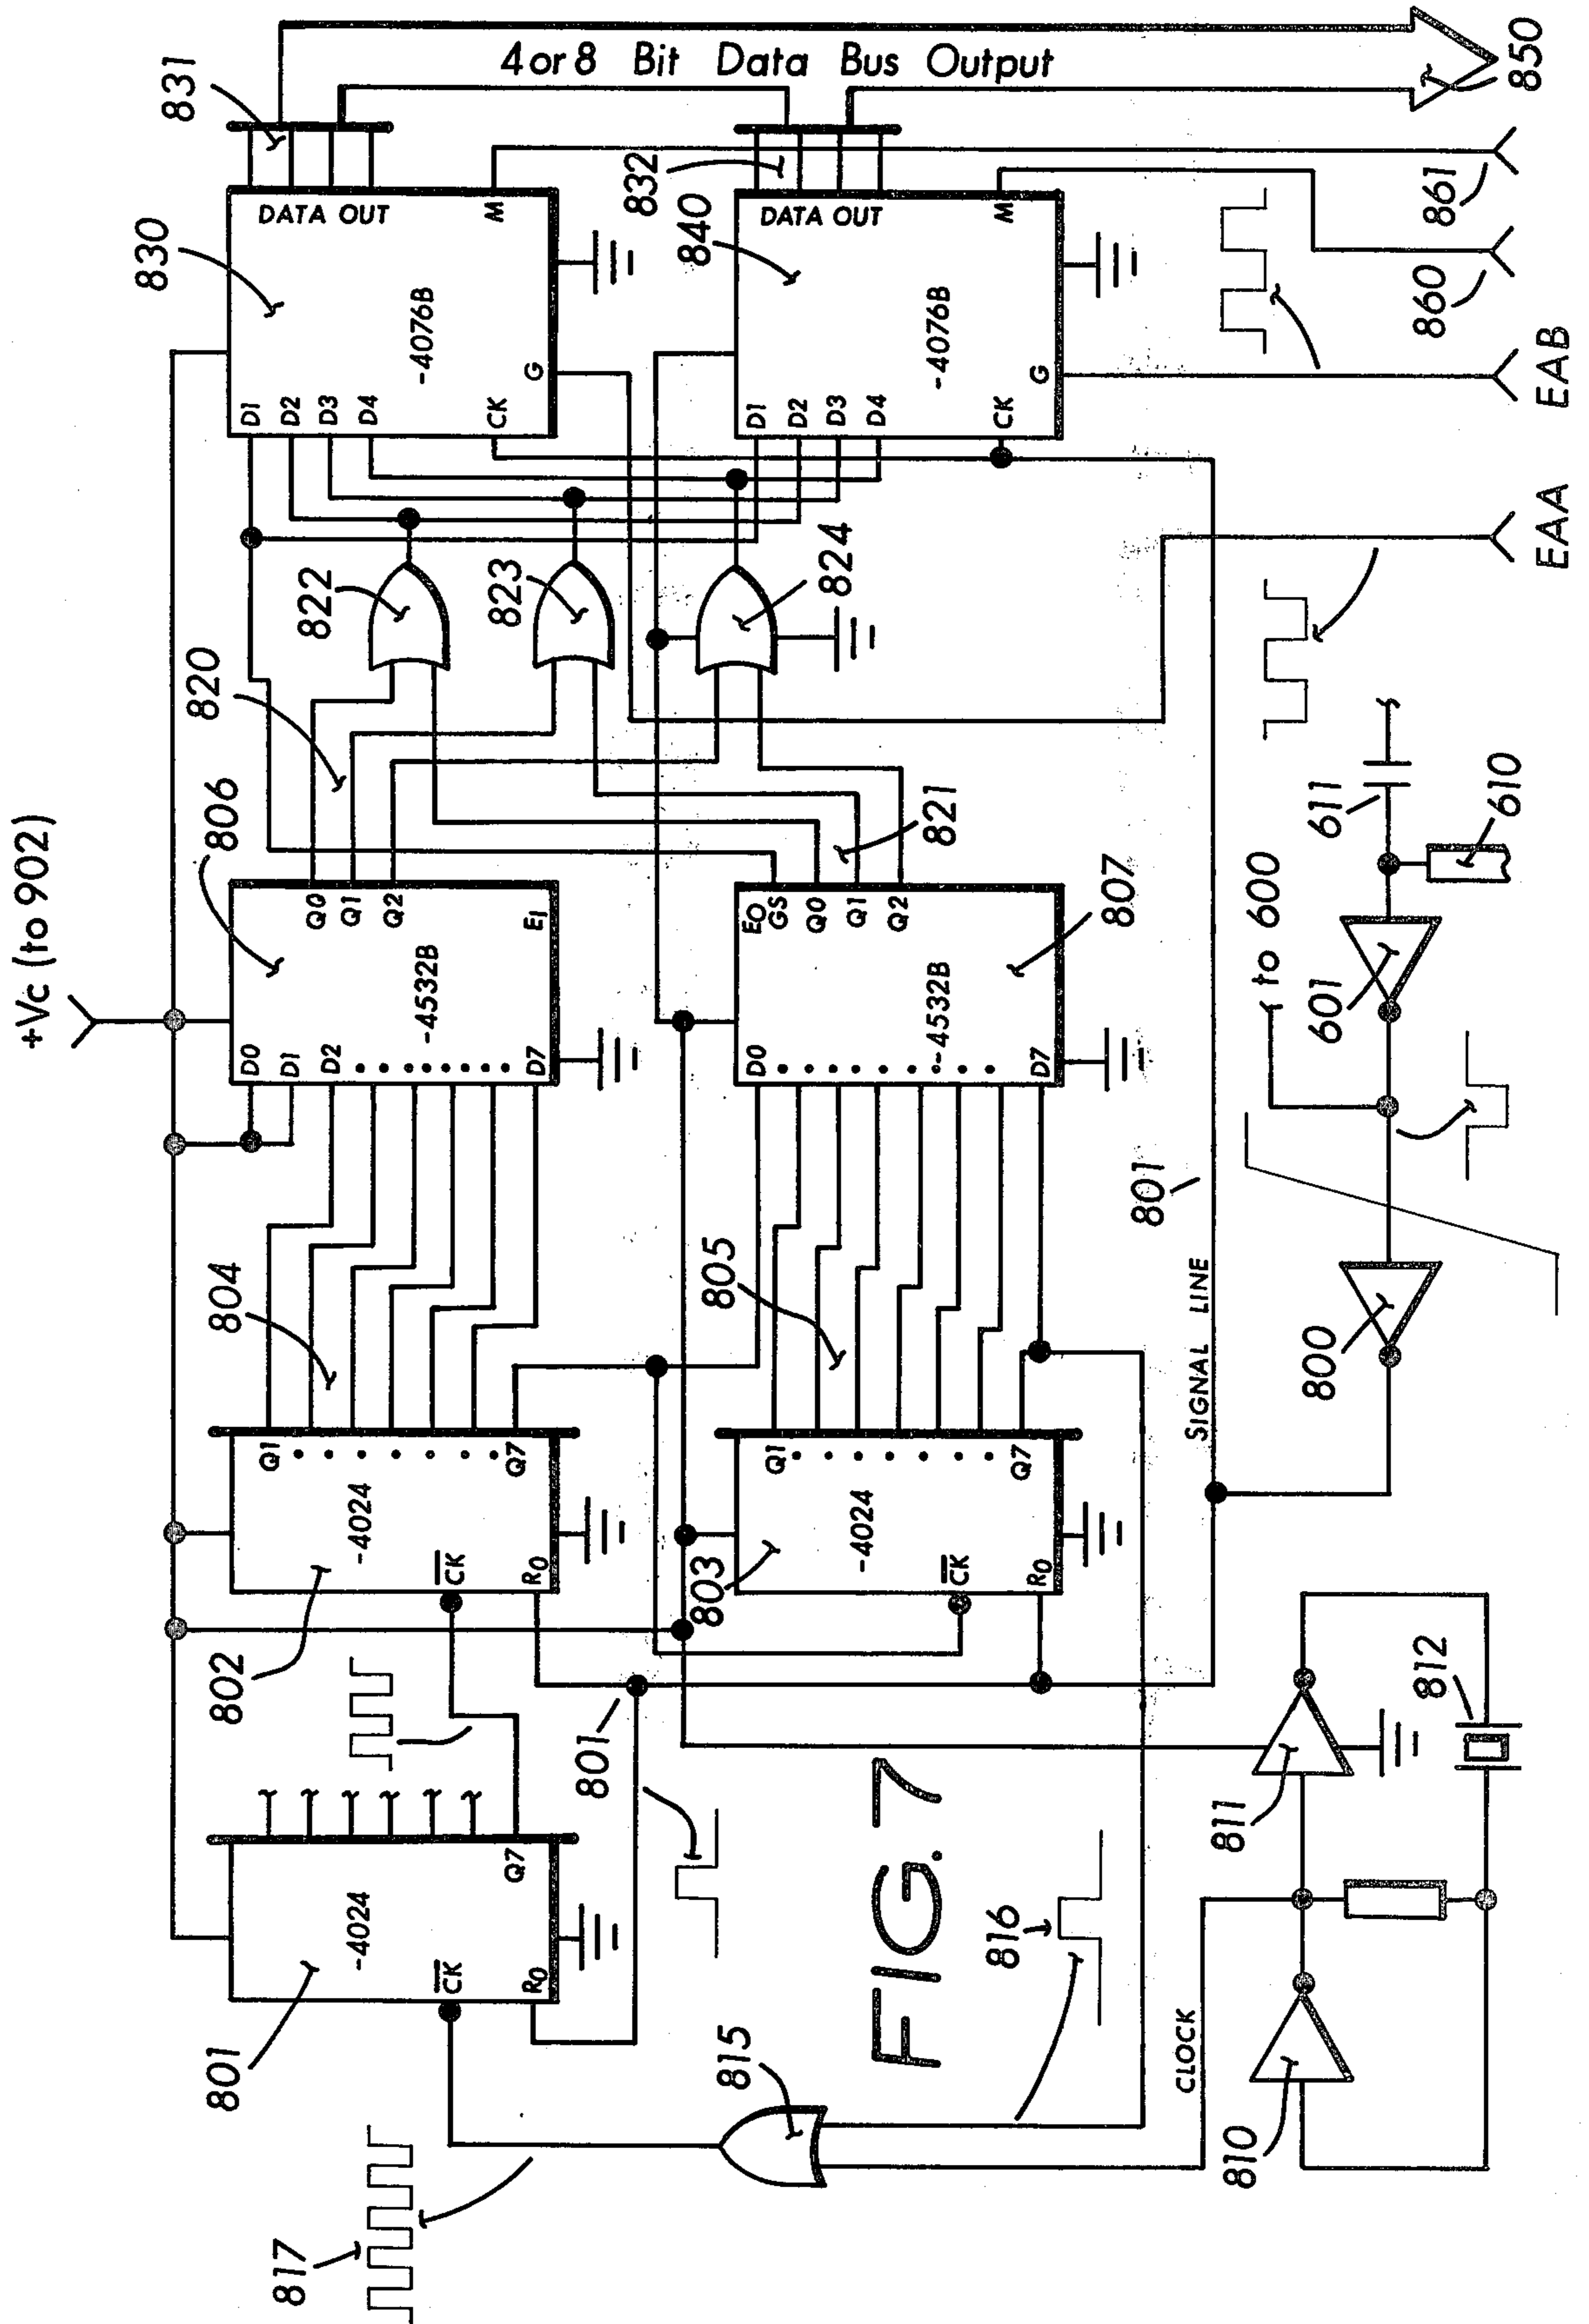 +Vc (to 902)
4 or 8 Bit Data Bus Output
801
-4024
CK̅
R0
Q7
802
-4024
CK̅
R0
Q1
Q7
804
806
-4532B
D0
D1
D2
D7
Q0
Q1
Q2
EI
820
822
823
824
830
-4076B
D1
D2
D3
D4
CK
G
M
DATA OUT
831
803
-4024
CK̅
R0
Q1
Q7
805
807
-4532B
D0
D7
EO
GS
Q0
Q1
Q2
821
840
-4076B
D1
D2
D3
D4
CK
G
M
DATA OUT
832
850
817
815
816
801
801
SIGNAL LINE
CLOCK
810
811
812
800
601
to 600
611
610
EAA
EAB
860
861
FIG. 7